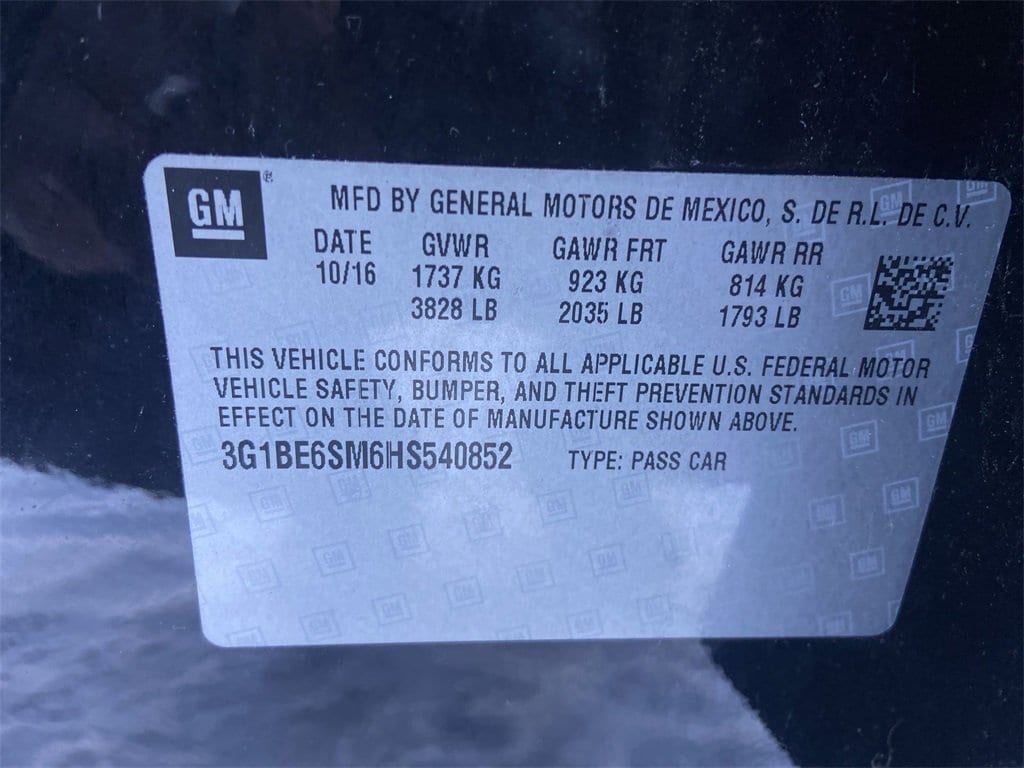 GM ®
MFD BY GENERAL MOTORS DE MEXICO, S. DE R.L. DE C.V.
DATE GVWR GAWR FRT GAWR RR
10/16 1737 KG 923 KG 814 KG
3828 LB 2035 LB 1793 LB
THIS VEHICLE CONFORMS TO ALL APPLICABLE U.S. FEDERAL MOTOR
VEHICLE SAFETY, BUMPER, AND THEFT PREVENTION STANDARDS IN
EFFECT ON THE DATE OF MANUFACTURE SHOWN ABOVE.
3G1BE6SM6HS540852 TYPE: PASS CAR